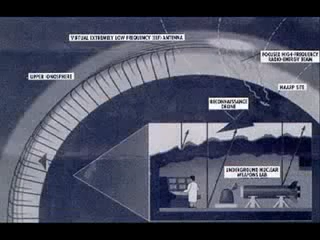 VIRTUAL EXTREMELY LOW FREQUENCY (ELF) ANTENNA
FOCUSED HIGH-FREQUENCY
RADIO-ENERGY BEAM
UPPER IONOSPHERE
HAARP SITE
RECONNAISSANCE
DRONE
UNDERGROUND NUCLEAR
WEAPONS LAB